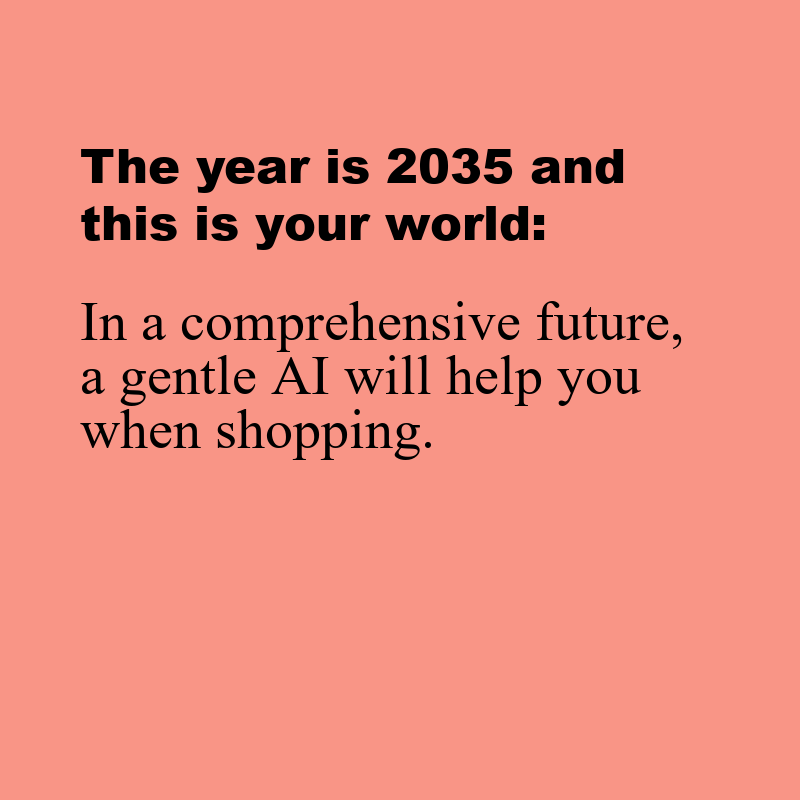 The year is 2035 and
this is your world:
In a comprehensive future,
a gentle AI will help you
when shopping.